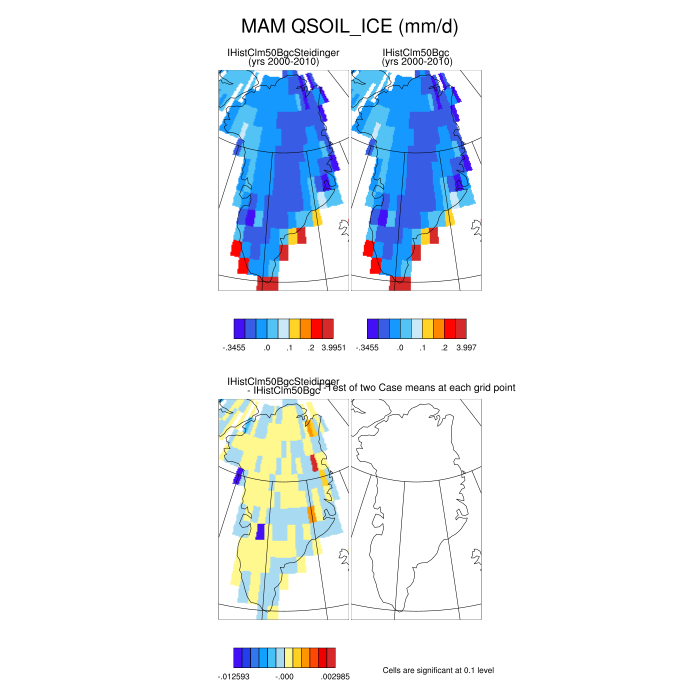 MAM QSOIL_ICE (mm/d)
IHistClm50BgcSteidinger
(yrs 2000-2010)
IHistClm50Bgc
(yrs 2000-2010)
-.3455 .0 .1 .2 3.9951
-.3455 .0 .1 .2 3.997
IHistClm50BgcSteidinger
- IHistClm50Bgc
T-Test of two Case means at each grid point
-.012593 -.000 .002985
Cells are significant at 0.1 level